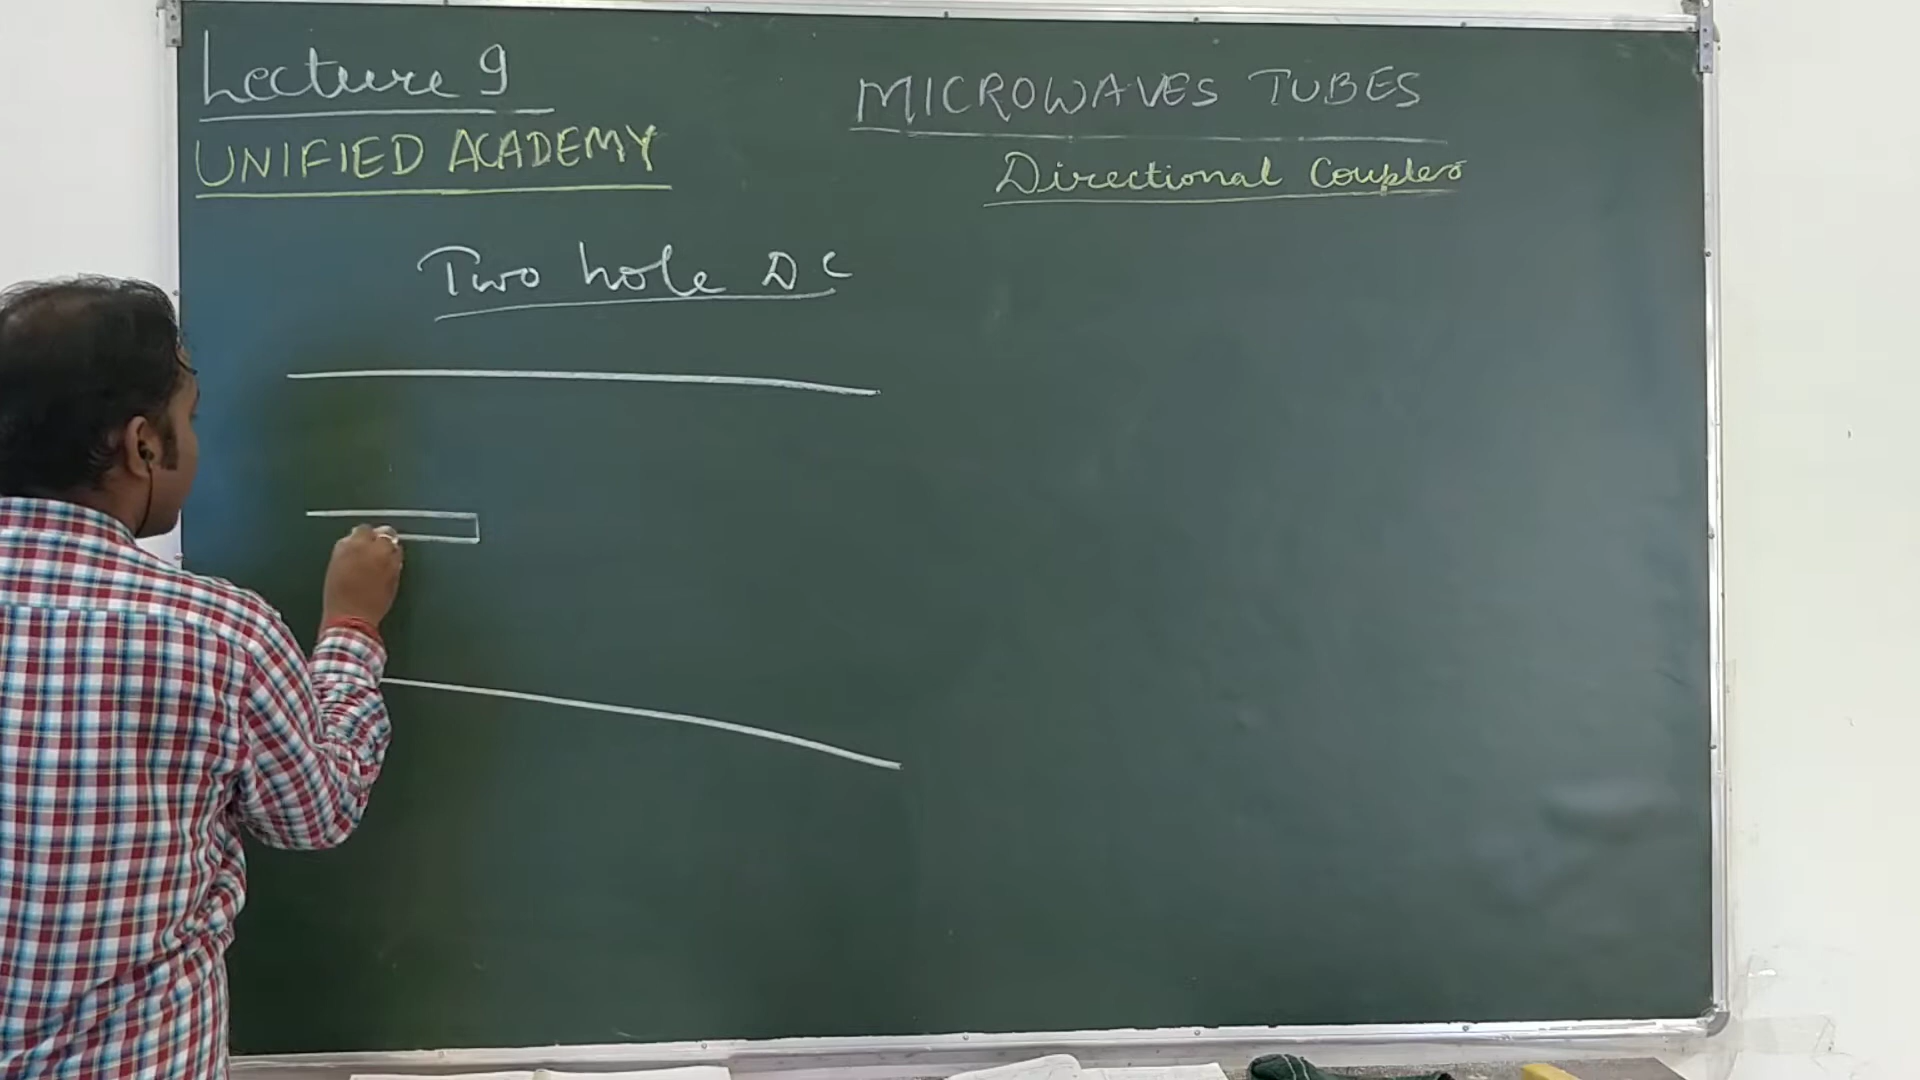 Lecture 9
UNIFIED ACADEMY
MICROWAVES TUBES
Directional Couplers
Two hole DC